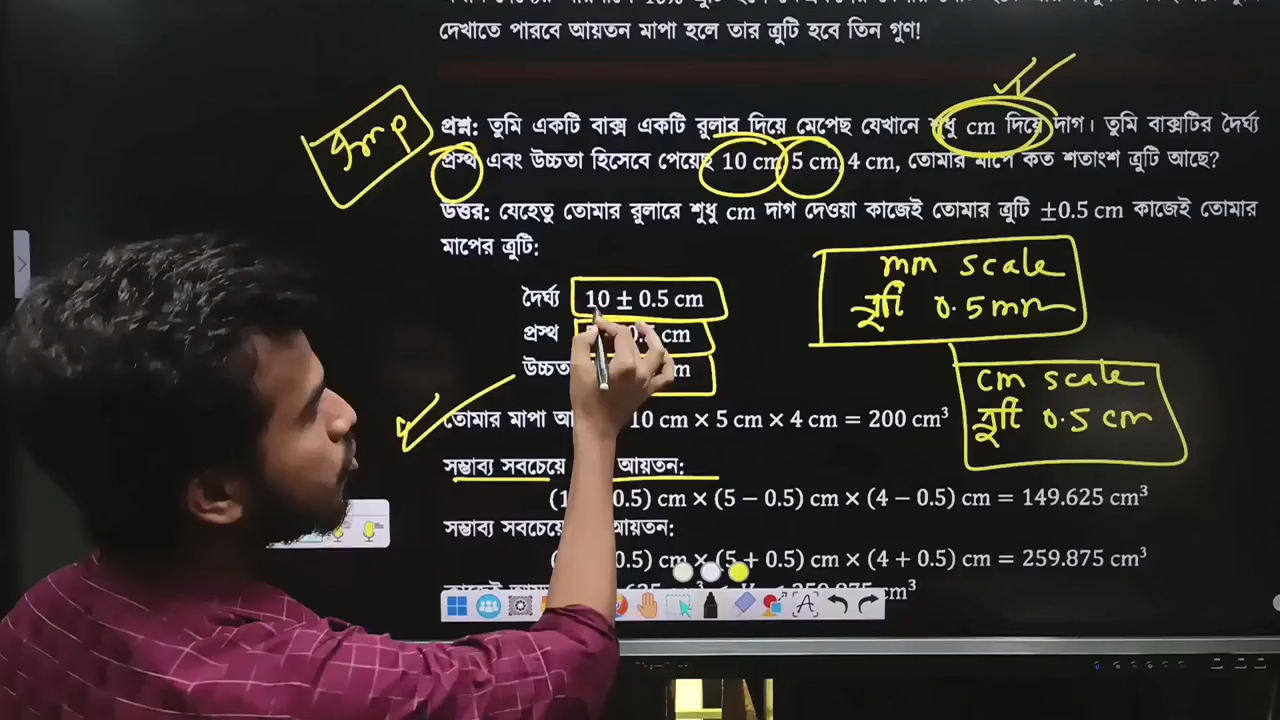 দেখাতে পারবে আয়তন মাপা হলে তার ত্রুটি হবে তিন গুণ!
Imp
প্রশ্ন: তুমি একটি বাক্স একটি রুলার দিয়ে মেপেছ যেখানে শুধু cm দিয়ে দাগ। তুমি বাক্সটির দৈর্ঘ্য
প্রস্থ এবং উচ্চতা হিসেবে পেয়েছ 10 cm 5 cm 4 cm, তোমার মাপে কত শতাংশ ত্রুটি আছে?
উত্তর: যেহেতু তোমার রুলারে শুধু cm দাগ দেওয়া কাজেই তোমার ত্রুটি ±0.5 cm কাজেই তোমার
মাপের ত্রুটি:
mm scale
ত্রুটি 0.5mm
দৈর্ঘ্য 10 ± 0.5 cm
প্রস্থ cm
উচ্চতা
cm scale
ত্রুটি 0.5 cm
তোমার মাপা 10 cm × 5 cm × 4 cm = 200 cm³
সম্ভাব্য সবচেয়ে আয়তন:
0.5) cm × (5 − 0.5) cm × (4 − 0.5) cm = 149.625 cm³
সম্ভাব্য সবচেয়ে আয়তন:
0.5) cm × (5 + 0.5) cm × (4 + 0.5) cm = 259.875 cm³